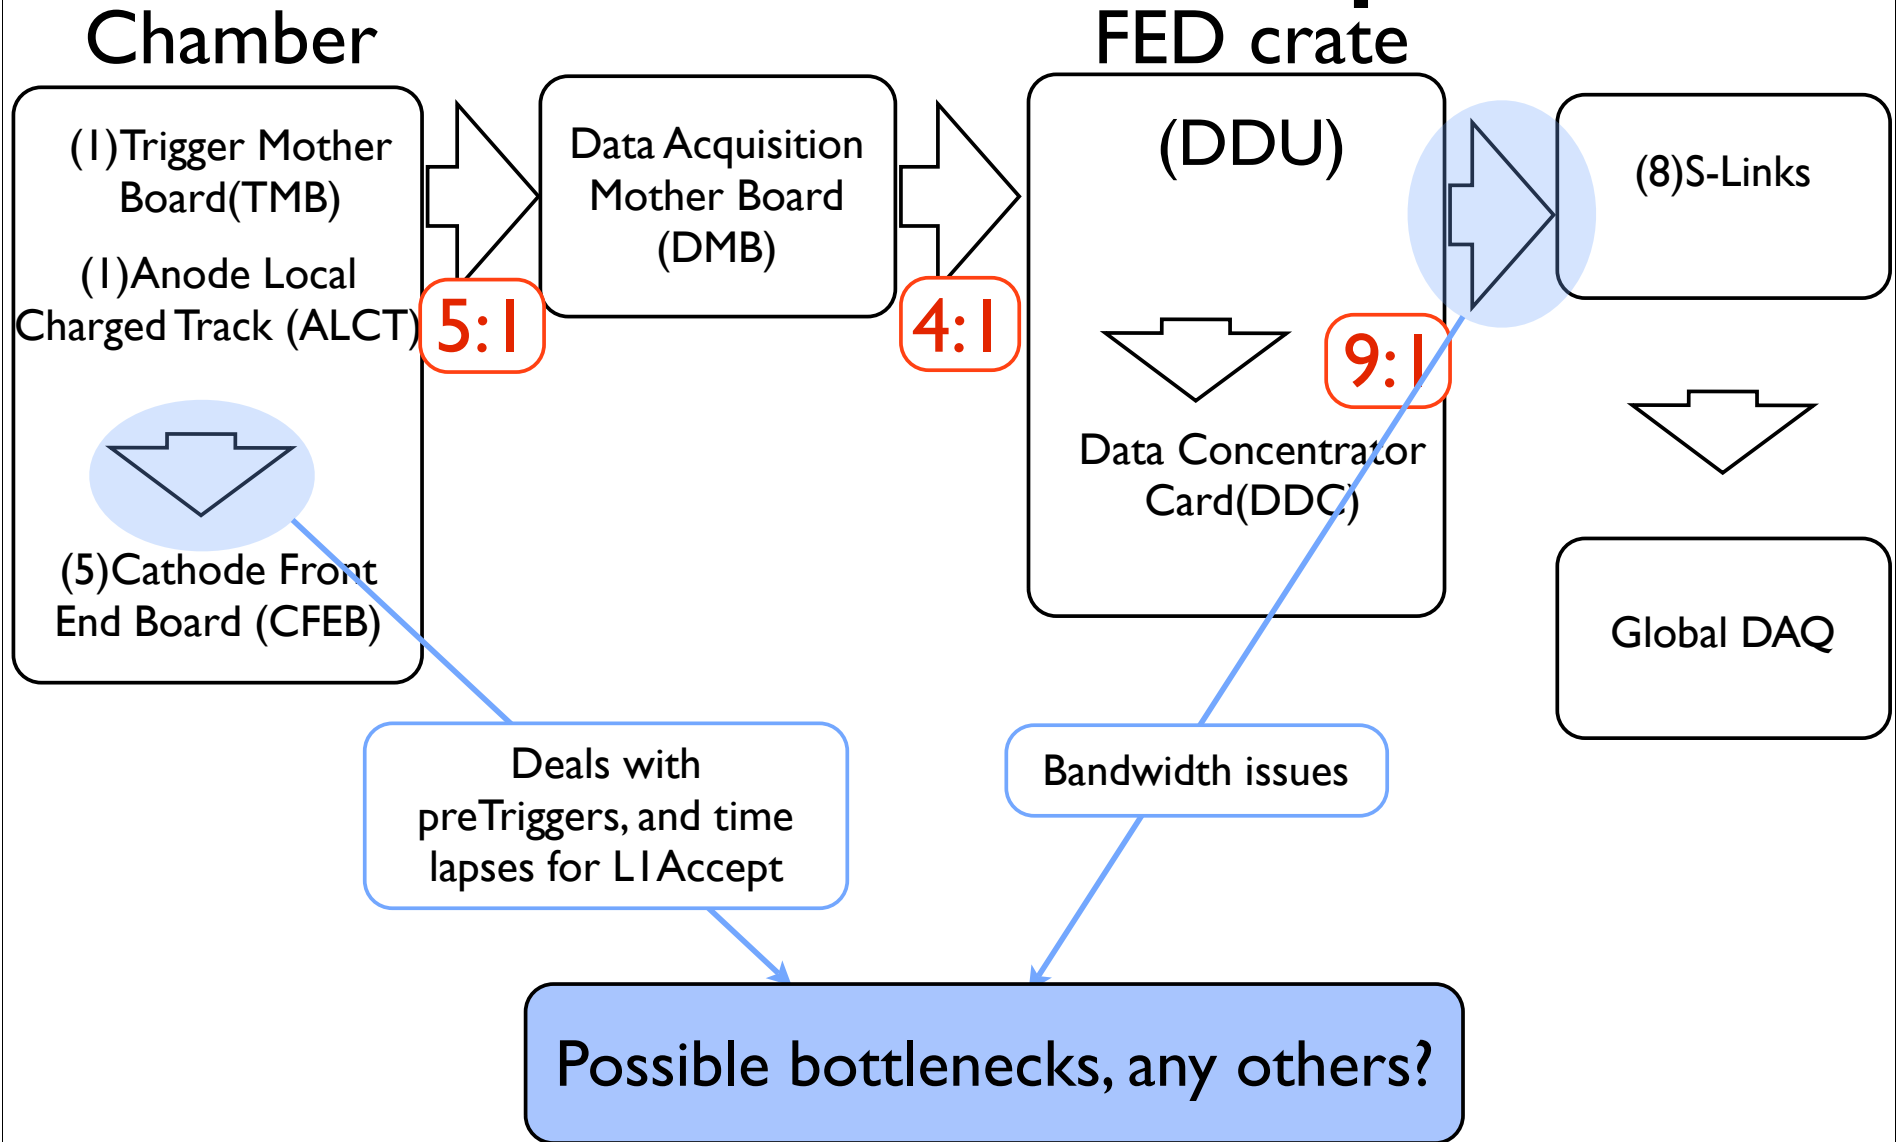 Chamber
FED crate
(1)Trigger Mother
Board(TMB)
(1)Anode Local
Charged Track (ALCT)
(5)Cathode Front
End Board (CFEB)
5:1
Data Acquisition
Mother Board
(DMB)
4:1
(DDU)
9:1
Data Concentrator
Card(DDC)
(8)S-Links
Global DAQ
Deals with
preTriggers, and time
lapses for L1Accept
Bandwidth issues
Possible bottlenecks, any others?